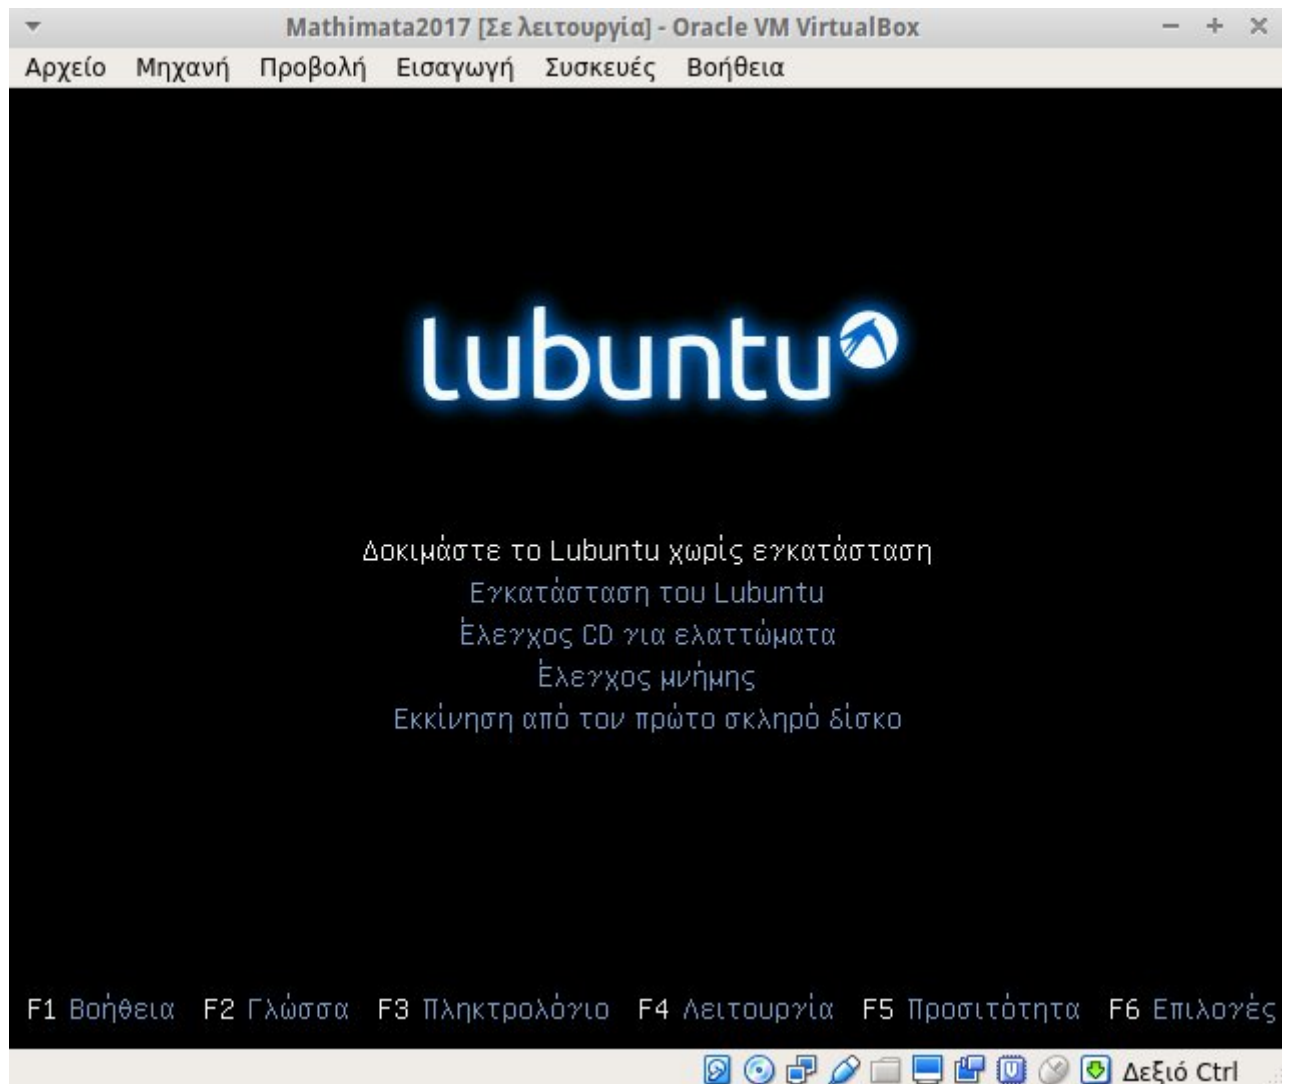 Mathimata2017 [Σε λειτουργία] - Oracle VM VirtualBox
Αρχείο Μηχανή Προβολή Εισαγωγή Συσκευές Βοήθεια
lubuntu
Δοκιμάστε το Lubuntu χωρίς εγκατάσταση
Εγκατάσταση του Lubuntu
Έλεγχος CD για ελαττώματα
Έλεγχος μνήμης
Εκκίνηση από τον πρώτο σκληρό δίσκο
F1 Βοήθεια F2 Γλώσσα F3 Πληκτρολόγιο F4 Λειτουργία F5 Προσιτότητα F6 Επιλογές
Δεξιό Ctrl